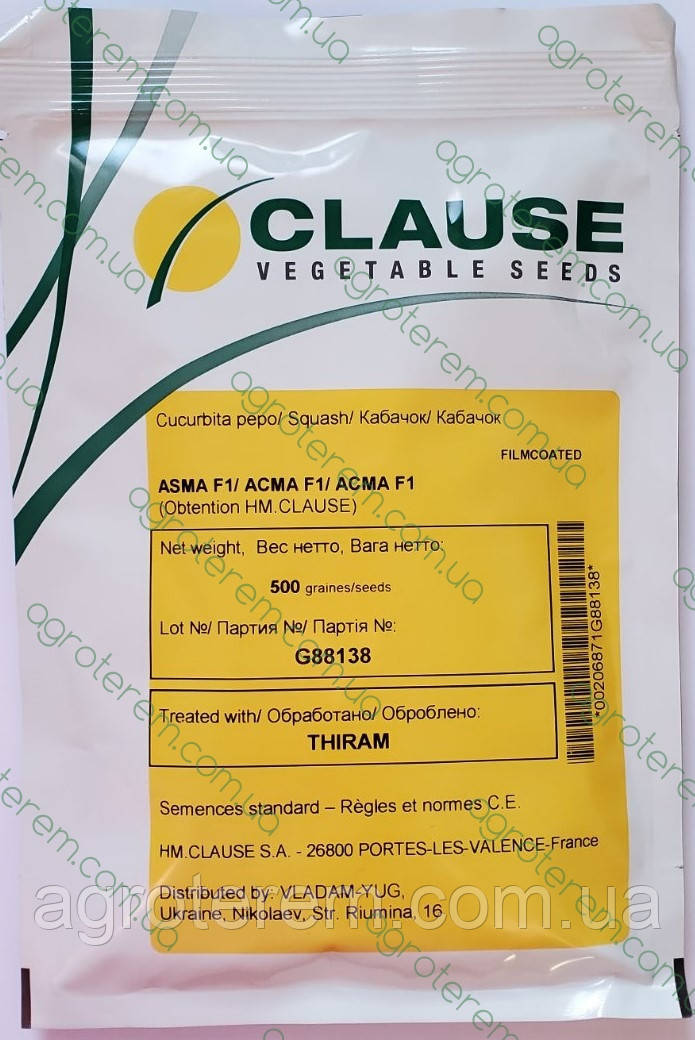 CLAUSE
VEGETABLE SEEDS
Cucurbita pepo/ Squash/ Кабачок/ Кабачок
FILMCOATED
ASMA F1/ АСМА F1/ АСМА F1
(Obtention HM.CLAUSE)
Net weight, Вес нетто, Вага нетто:
500 graines/seeds
Lot №/ Партия №/ Партія №:
G88138
*00206871G88138*
Treated with/ Обработано/ Оброблено:
THIRAM
Semences standard – Règles et normes C.E.
HM.CLAUSE S.A. - 26800 PORTES-LES-VALENCE-France
Distributed by: VLADAM-YUG,
Ukraine, Nikolaev, Str. Riumina, 16
agroterem.com.ua